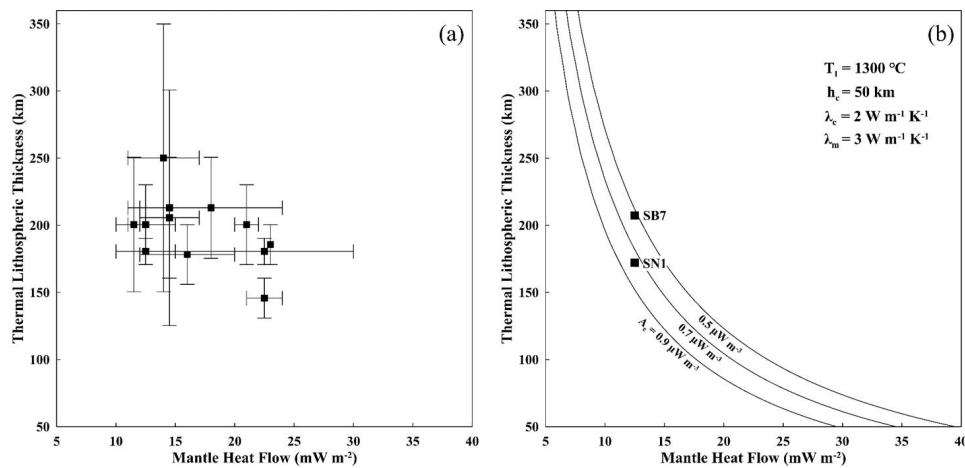 (a)
Thermal Lithospheric Thickness (km)
350
300
250
200
150
100
50
5
10
15
20
25
30
35
40
Mantle Heat Flow (mW m⁻²)
(b)
T₁ = 1300 °C
h꜀ = 50 km
λ꜀ = 2 W m⁻¹ K⁻¹
λₘ = 3 W m⁻¹ K⁻¹
Thermal Lithospheric Thickness (km)
350
300
250
200
150
100
50
SB7
SN1
0.5 μW m⁻³
0.7 μW m⁻³
A꜀ = 0.9 μW m⁻³
5
10
15
20
25
30
35
40
Mantle Heat Flow (mW m⁻²)